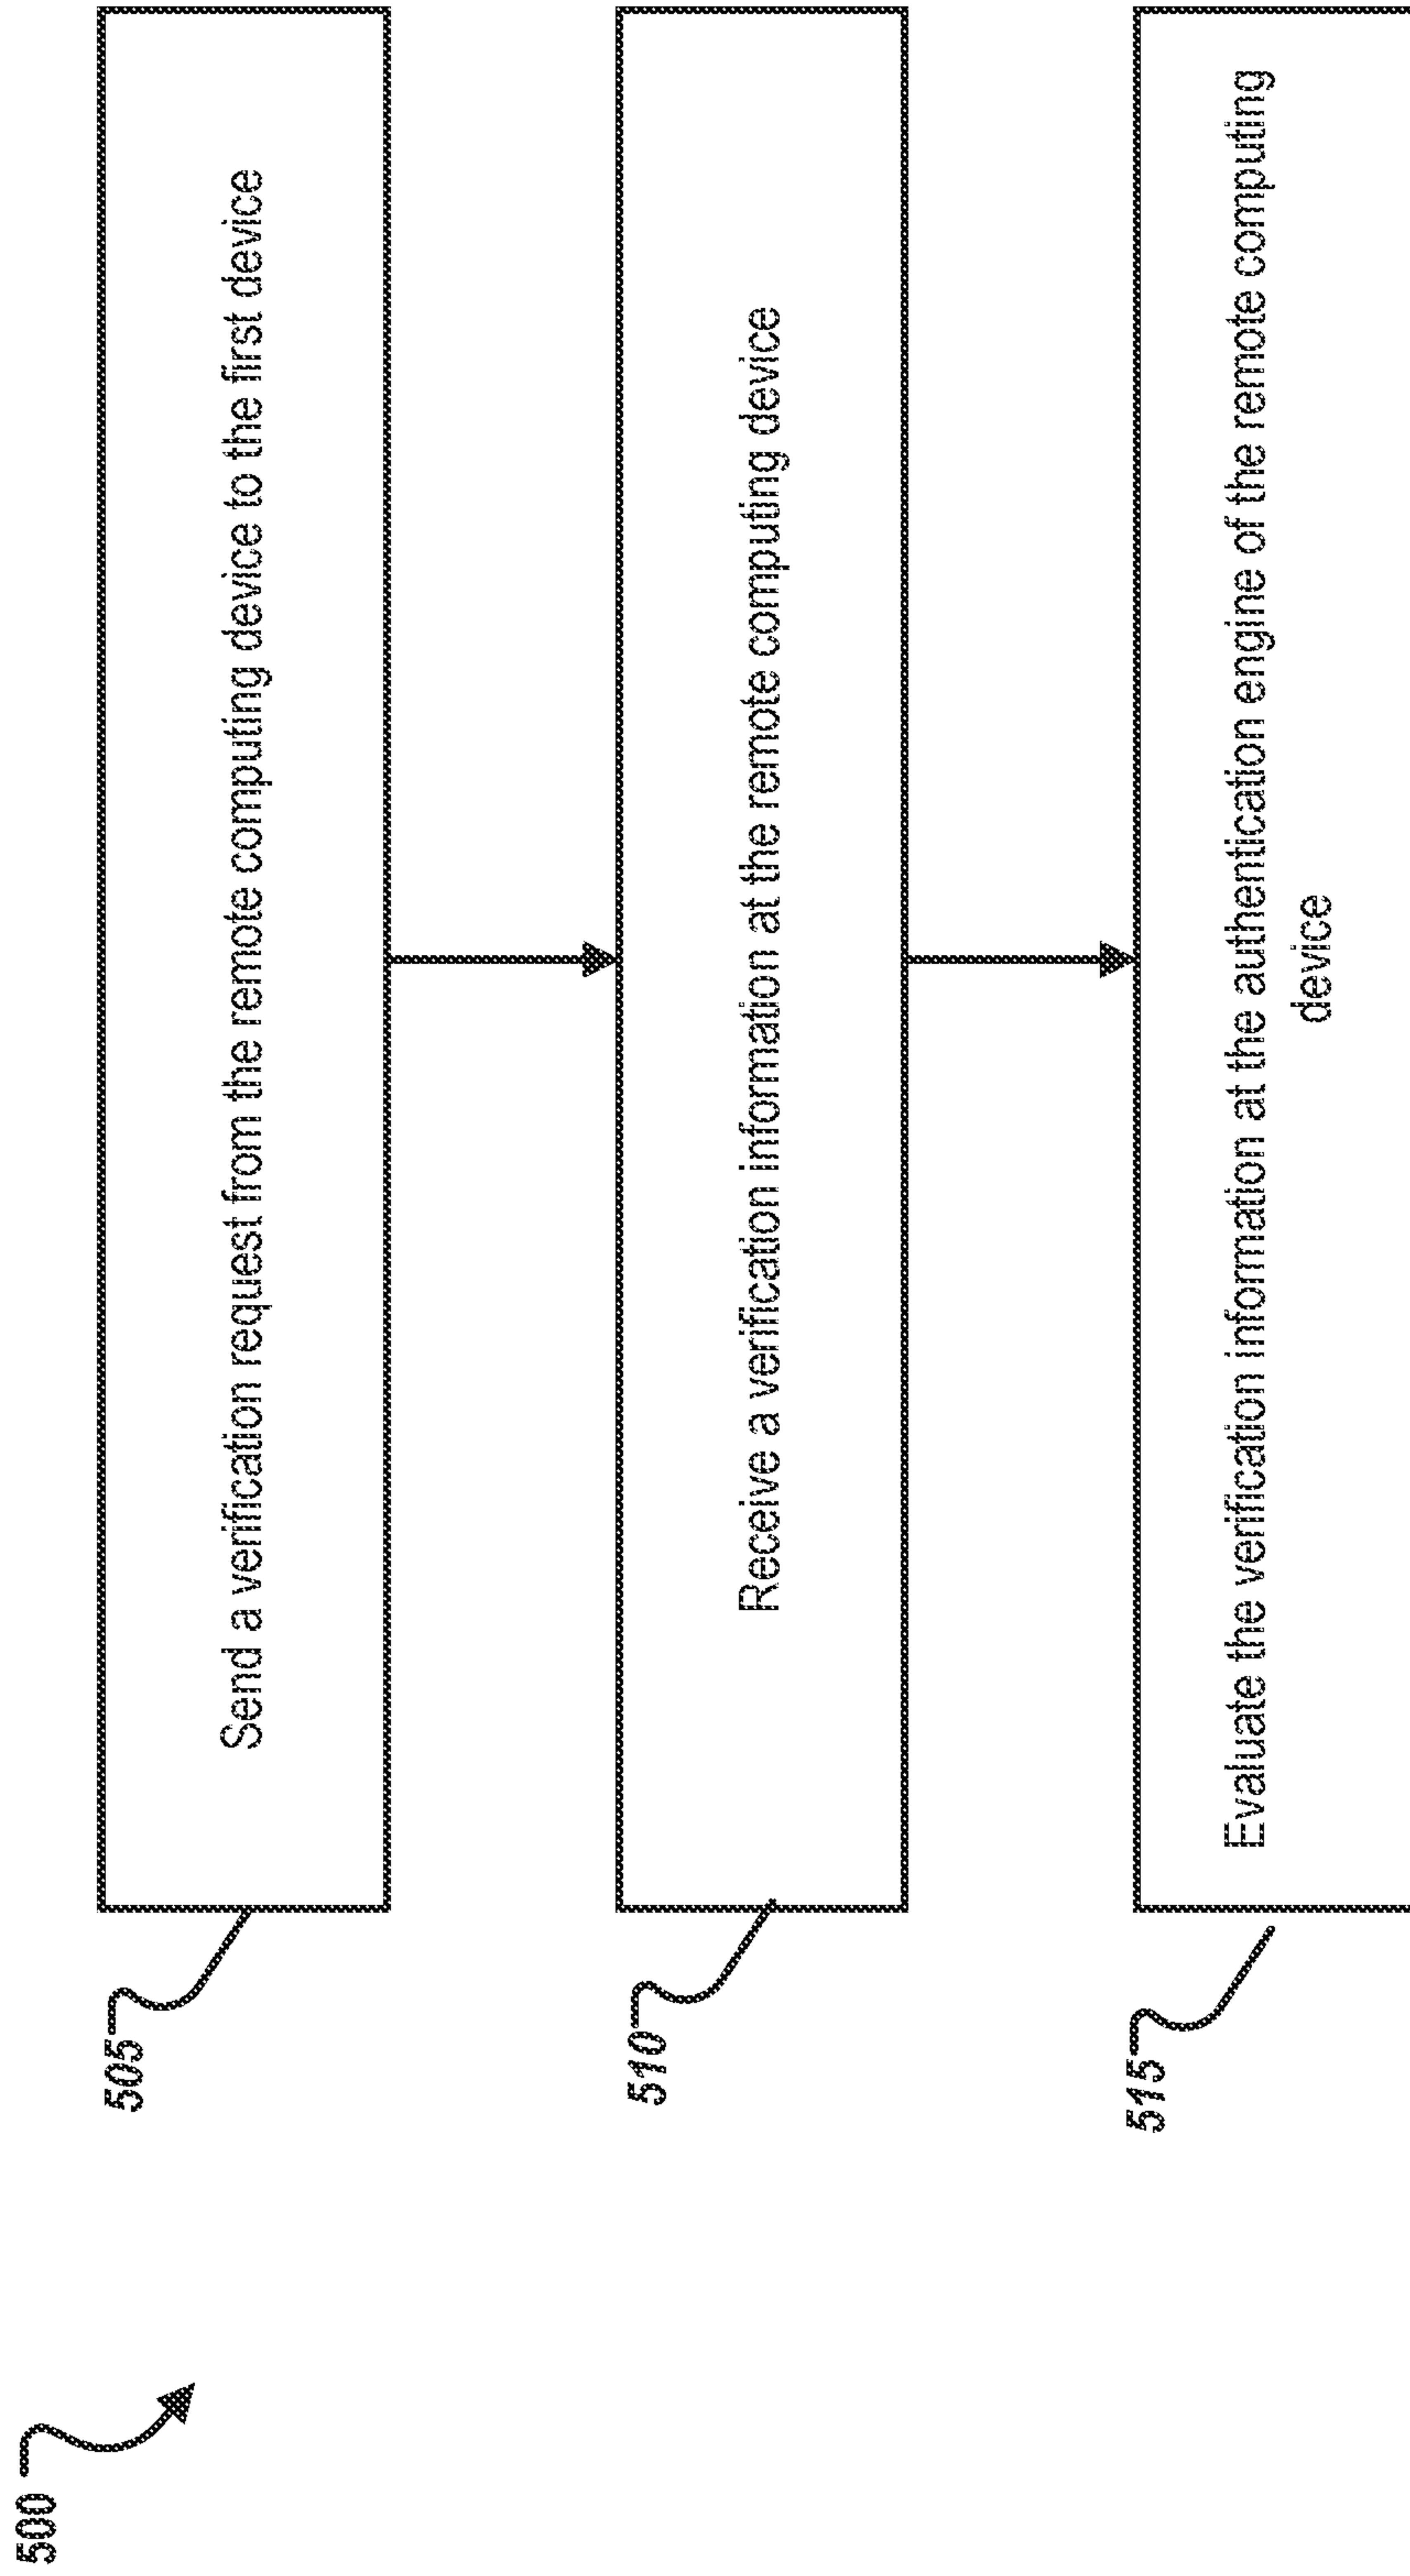 500
505
Send a verification request from the remote computing device to the first device
510
Receive a verification information at the remote computing device
515
Evaluate the verification information at the authentication engine of the remote computing
device